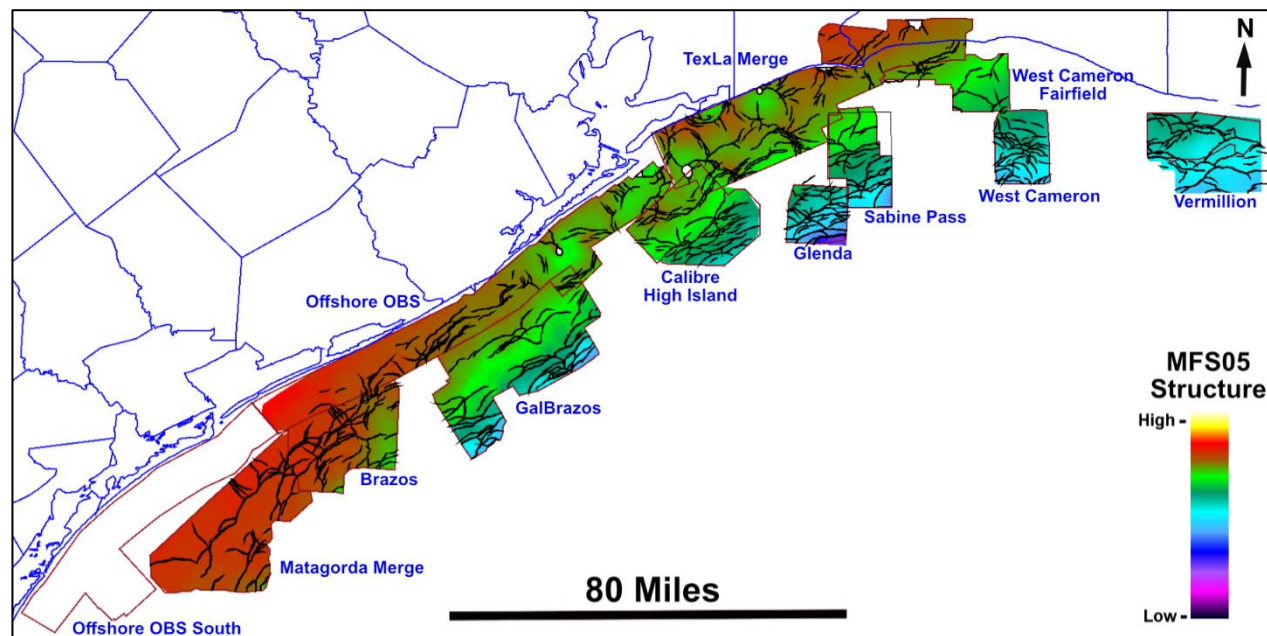 N
TexLa Merge
West Cameron
Fairfield
West Cameron
Vermillion
Sabine Pass
Glenda
Calibre
High Island
Offshore OBS
GalBrazos
Brazos
Matagorda Merge
Offshore OBS South
80 Miles
MFS05
Structure
High
Low